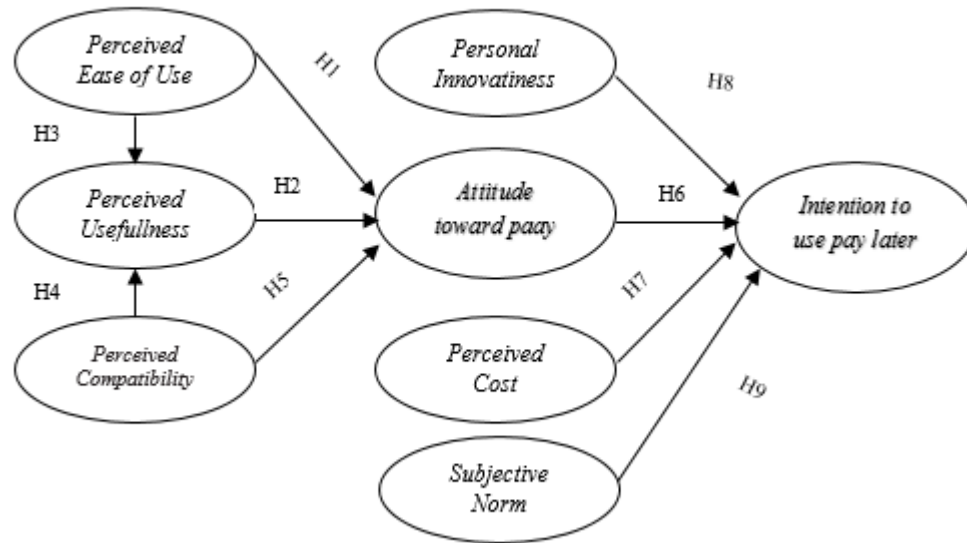 Perceived
Ease of Use
H1
Personal
Innovatiness
H8
H3
Perceived
Usefullness
H2
Attitude
toward paay
H6
Intention to
use pay later
H4
H5
H7
Perceived
Compatibility
Perceived
Cost
H9
Subjective
Norm